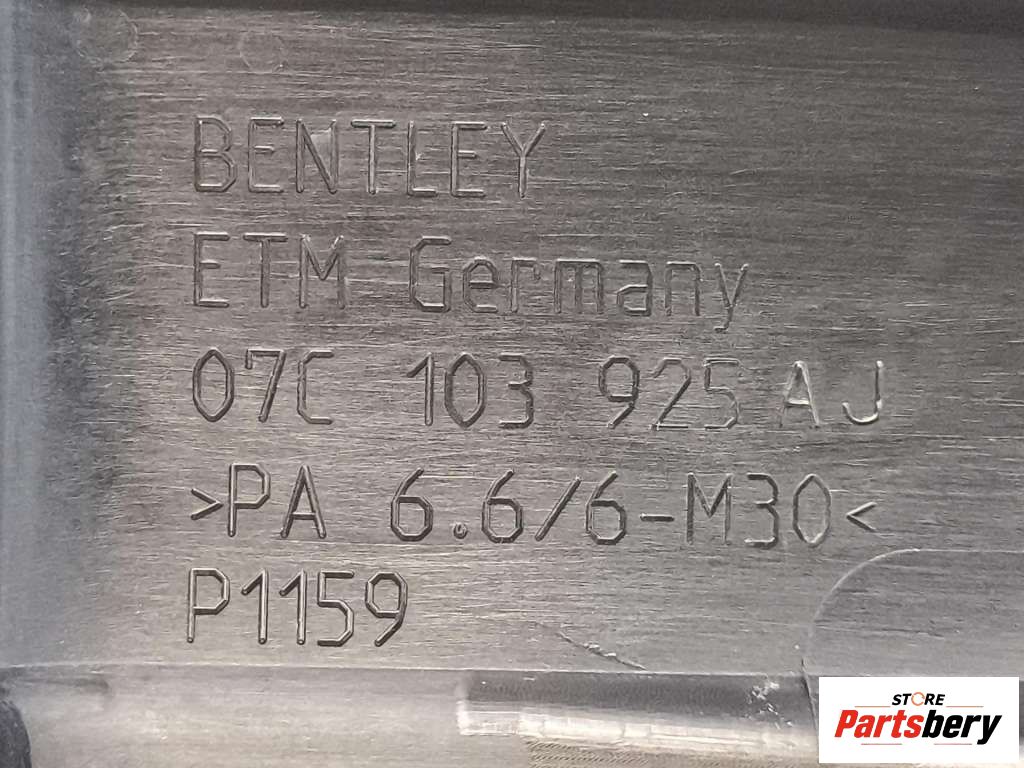 BENTLEY
ETM Germany
07C 103 925 AJ
>PA 6.6/6-M30<
P1159
STORE
Partsbery